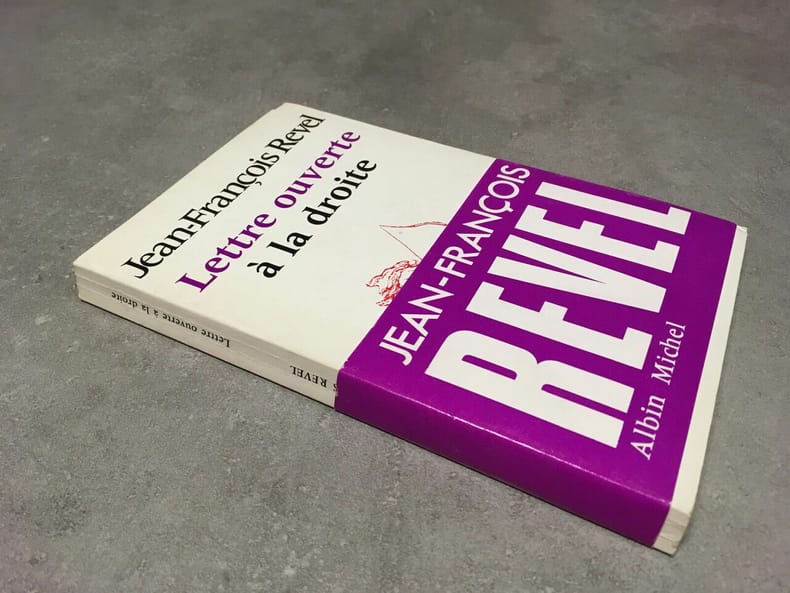 Jean-François Revel
Lettre ouverte
à la droite
JEAN-FRANÇOIS
REVEL
Albin Michel
Lettre ouverte à la droite
REVEL